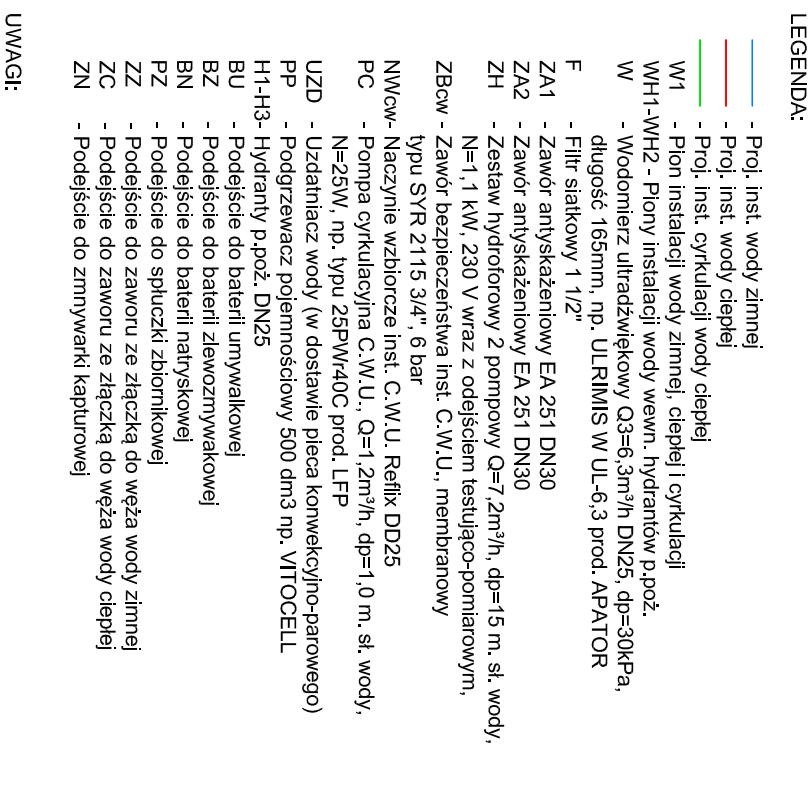 LEGENDA:
- Proj. inst. wody zimnej
- Proj. inst. wody ciepłej
- Proj. inst. cyrkulacji wody ciepłej
W1 - Pion instalacji wody zimnej, ciepłej i cyrkulacji
WH1-WH2 - Piony instalacji wody wewn. hydrantów p.poż.
W - Wodomierz ultradźwiękowy Q3=6,3m³/h DN25, dp=30kPa,
długość 165mm, np. ULRIMIS W UL-6,3 prod. APATOR
F - Filtr siatkowy 1 1/2"
ZA1 - Zawór antyskażeniowy EA 251 DN30
ZA2 - Zawór antyskażeniowy EA 251 DN30
ZH - Zestaw hydroforowy 2 pompowy Q=7,2m³/h, dp=15 m. sł. wody,
N=1,1 kW, 230 V wraz z odejściem testująco-pomiarowym,
ZBcw - Zawór bezpieczeństwa inst. C.W.U., membranowy
typu SYR 2115 3/4", 6 bar
NWcw- Naczynie wzbiorcze inst. C.W.U. Reflix DD25
PC - Pompa cyrkulacyjna C.W.U., Q=1,2m³/h, dp=1,0 m. sł. wody,
N=25W, np. typu 25PWr40C prod. LFP
UZD - Uzdatniacz wody (w dostawie pieca konwekcyjno-parowego)
PP - Podgrzewacz pojemnościowy 500 dm3 np. VITOCELL
H1-H3- Hydranty p.poż. DN25
BU - Podejście do baterii umywalkowej
BZ - Podejście do baterii zlewozmywakowej
BN - Podejście do baterii natryskowej
PZ - Podejście do spłuczki zbiornikowej
ZZ - Podejście do zaworu ze złączką do węża wody zimnej
ZC - Podejście do zaworu ze złączką do węża wody ciepłej
ZN - Podejście do zmnywarki kapturowej
UWAGI: